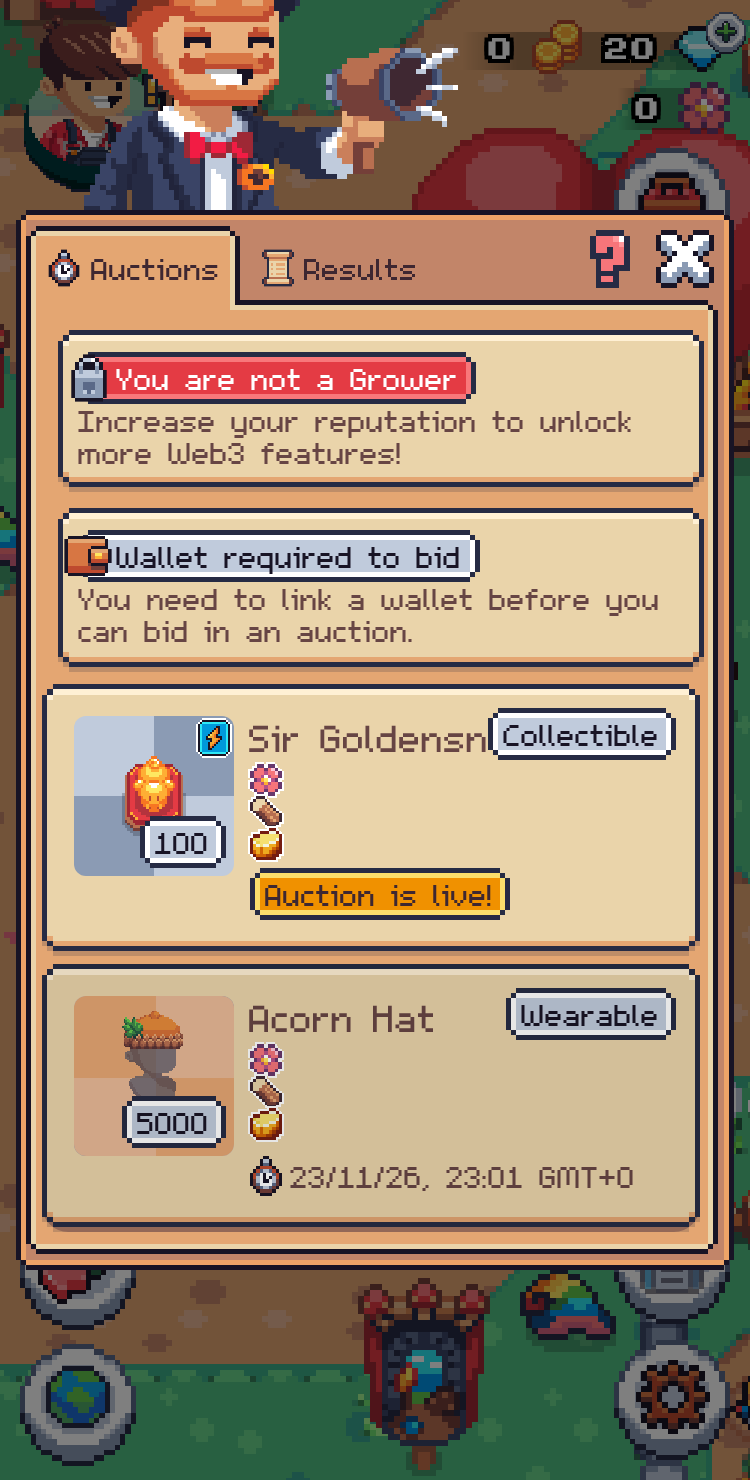 0 20
0
Auctions Results
You are not a Grower
Increase your reputation to unlock
more Web3 features!
Wallet required to bid
You need to link a wallet before you
can bid in an auction.
Sir Goldensn Collectible
100
Auction is live!
Acorn Hat Wearable
5000
23/11/26, 23:01 GMT+0